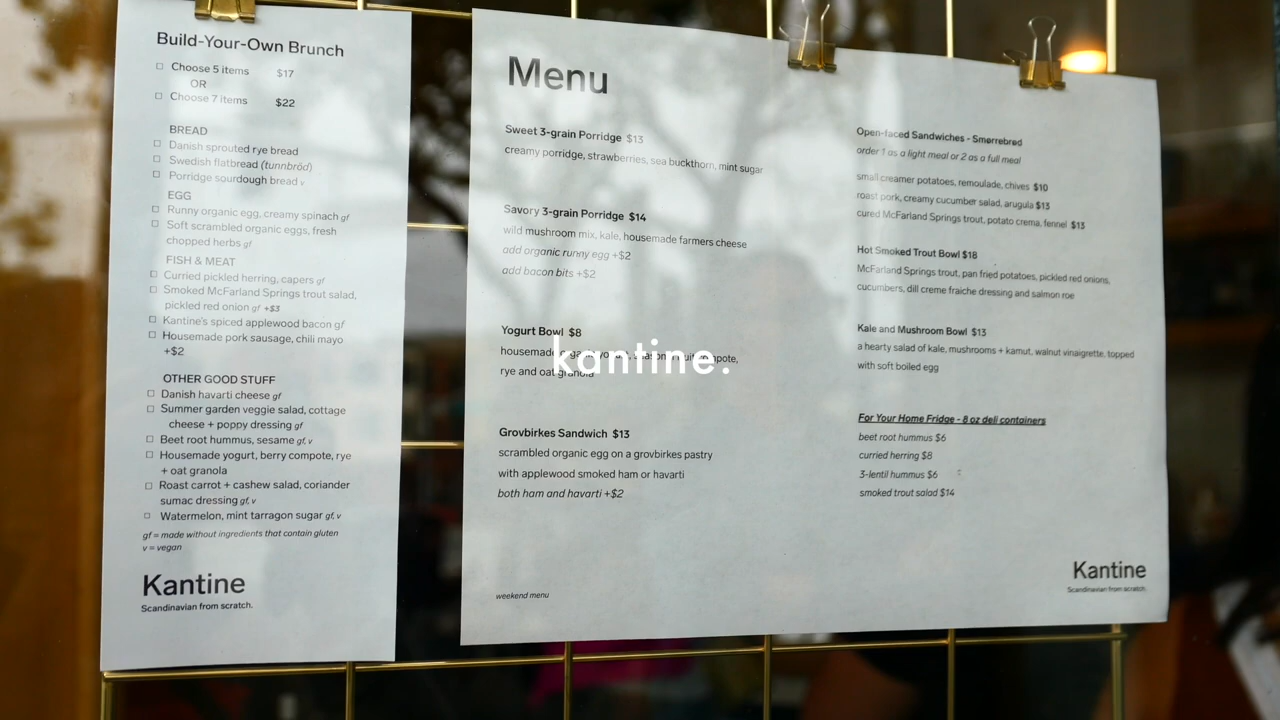 Build-Your-Own Brunch
Choose 5 items $17
OR
Choose 7 items $22
BREAD
Danish sprouted rye bread
Swedish flatbread (tunnbröd)
Porridge sourdough bread v
EGG
Runny organic egg, creamy spinach gf
Soft scrambled organic eggs, fresh
chopped herbs gf
FISH & MEAT
Curried pickled herring, capers gf
Smoked McFarland Springs trout salad,
pickled red onion gf +$3
Kantine's spiced applewood bacon gf
Housemade pork sausage, chili mayo
+$2
OTHER GOOD STUFF
Danish havarti cheese gf
Summer garden veggie salad, cottage
cheese + poppy dressing gf
Beet root hummus, sesame gf, v
Housemade yogurt, berry compote, rye
+ oat granola
Roast carrot + cashew salad, coriander
sumac dressing gf, v
Watermelon, mint tarragon sugar gf, v
gf = made without ingredients that contain gluten
v = vegan
Kantine
Scandinavian from scratch.
Menu
Sweet 3-grain Porridge $13
creamy porridge, strawberries, sea buckthorn, mint sugar
Savory 3-grain Porridge $14
wild mushroom mix, kale, housemade farmers cheese
add organic runny egg +$2
add bacon bits +$2
Yogurt Bowl $8
housemade compote,
rye and oat granola
kantine.
Grovbirkes Sandwich $13
scrambled organic egg on a grovbirkes pastry
with applewood smoked ham or havarti
both ham and havarti +$2
weekend menu
Open-faced Sandwiches - Smørrebrød
order 1 as a light meal or 2 as a full meal
small creamer potatoes, remoulade, chives $10
roast pork, creamy cucumber salad, arugula $13
cured McFarland Springs trout, potato crema, fennel $13
Hot Smoked Trout Bowl $18
McFarland Springs trout, pan fried potatoes, pickled red onions,
cucumbers, dill creme fraiche dressing and salmon roe
Kale and Mushroom Bowl $13
a hearty salad of kale, mushrooms + kamut, walnut vinaigrette, topped
with soft boiled egg
For Your Home Fridge - 8 oz deli containers
beet root hummus $6
curried herring $8
3-lentil hummus $6
smoked trout salad $14
Kantine
Scandinavian from scratch.